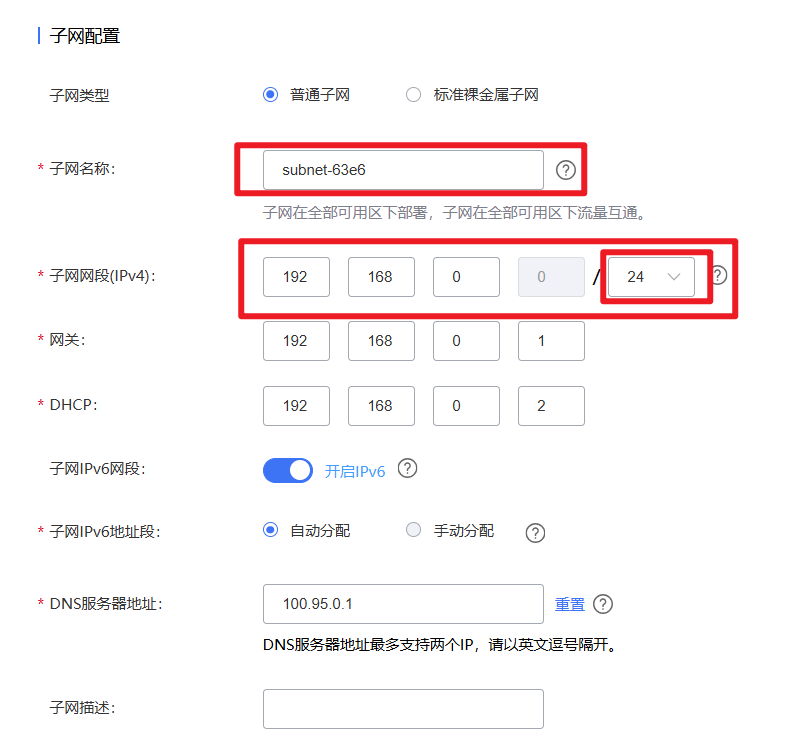 子网配置
子网类型 普通子网 标准裸金属子网
* 子网名称: subnet-63e6 ?
子网在全部可用区下部署，子网在全部可用区下流量互通。
* 子网网段(IPv4): 192 168 0 0 / 24 ?
* 网关: 192 168 0 1
* DHCP: 192 168 0 2
子网IPv6网段: 开启IPv6 ?
* 子网IPv6地址段: 自动分配 手动分配 ?
* DNS服务器地址: 100.95.0.1 重置 ?
DNS服务器地址最多支持两个IP，请以英文逗号隔开。
子网描述: